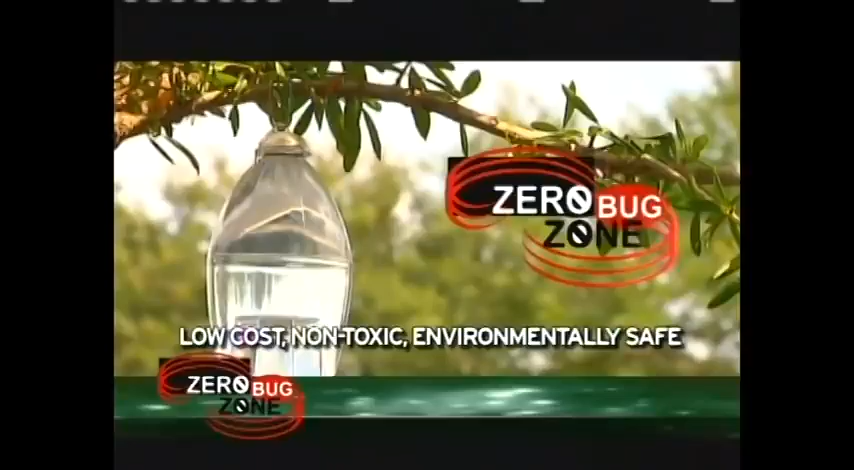 ZERO BUG
ZONE
LOW COST, NON-TOXIC, ENVIRONMENTALLY SAFE
ZERO BUG
ZONE